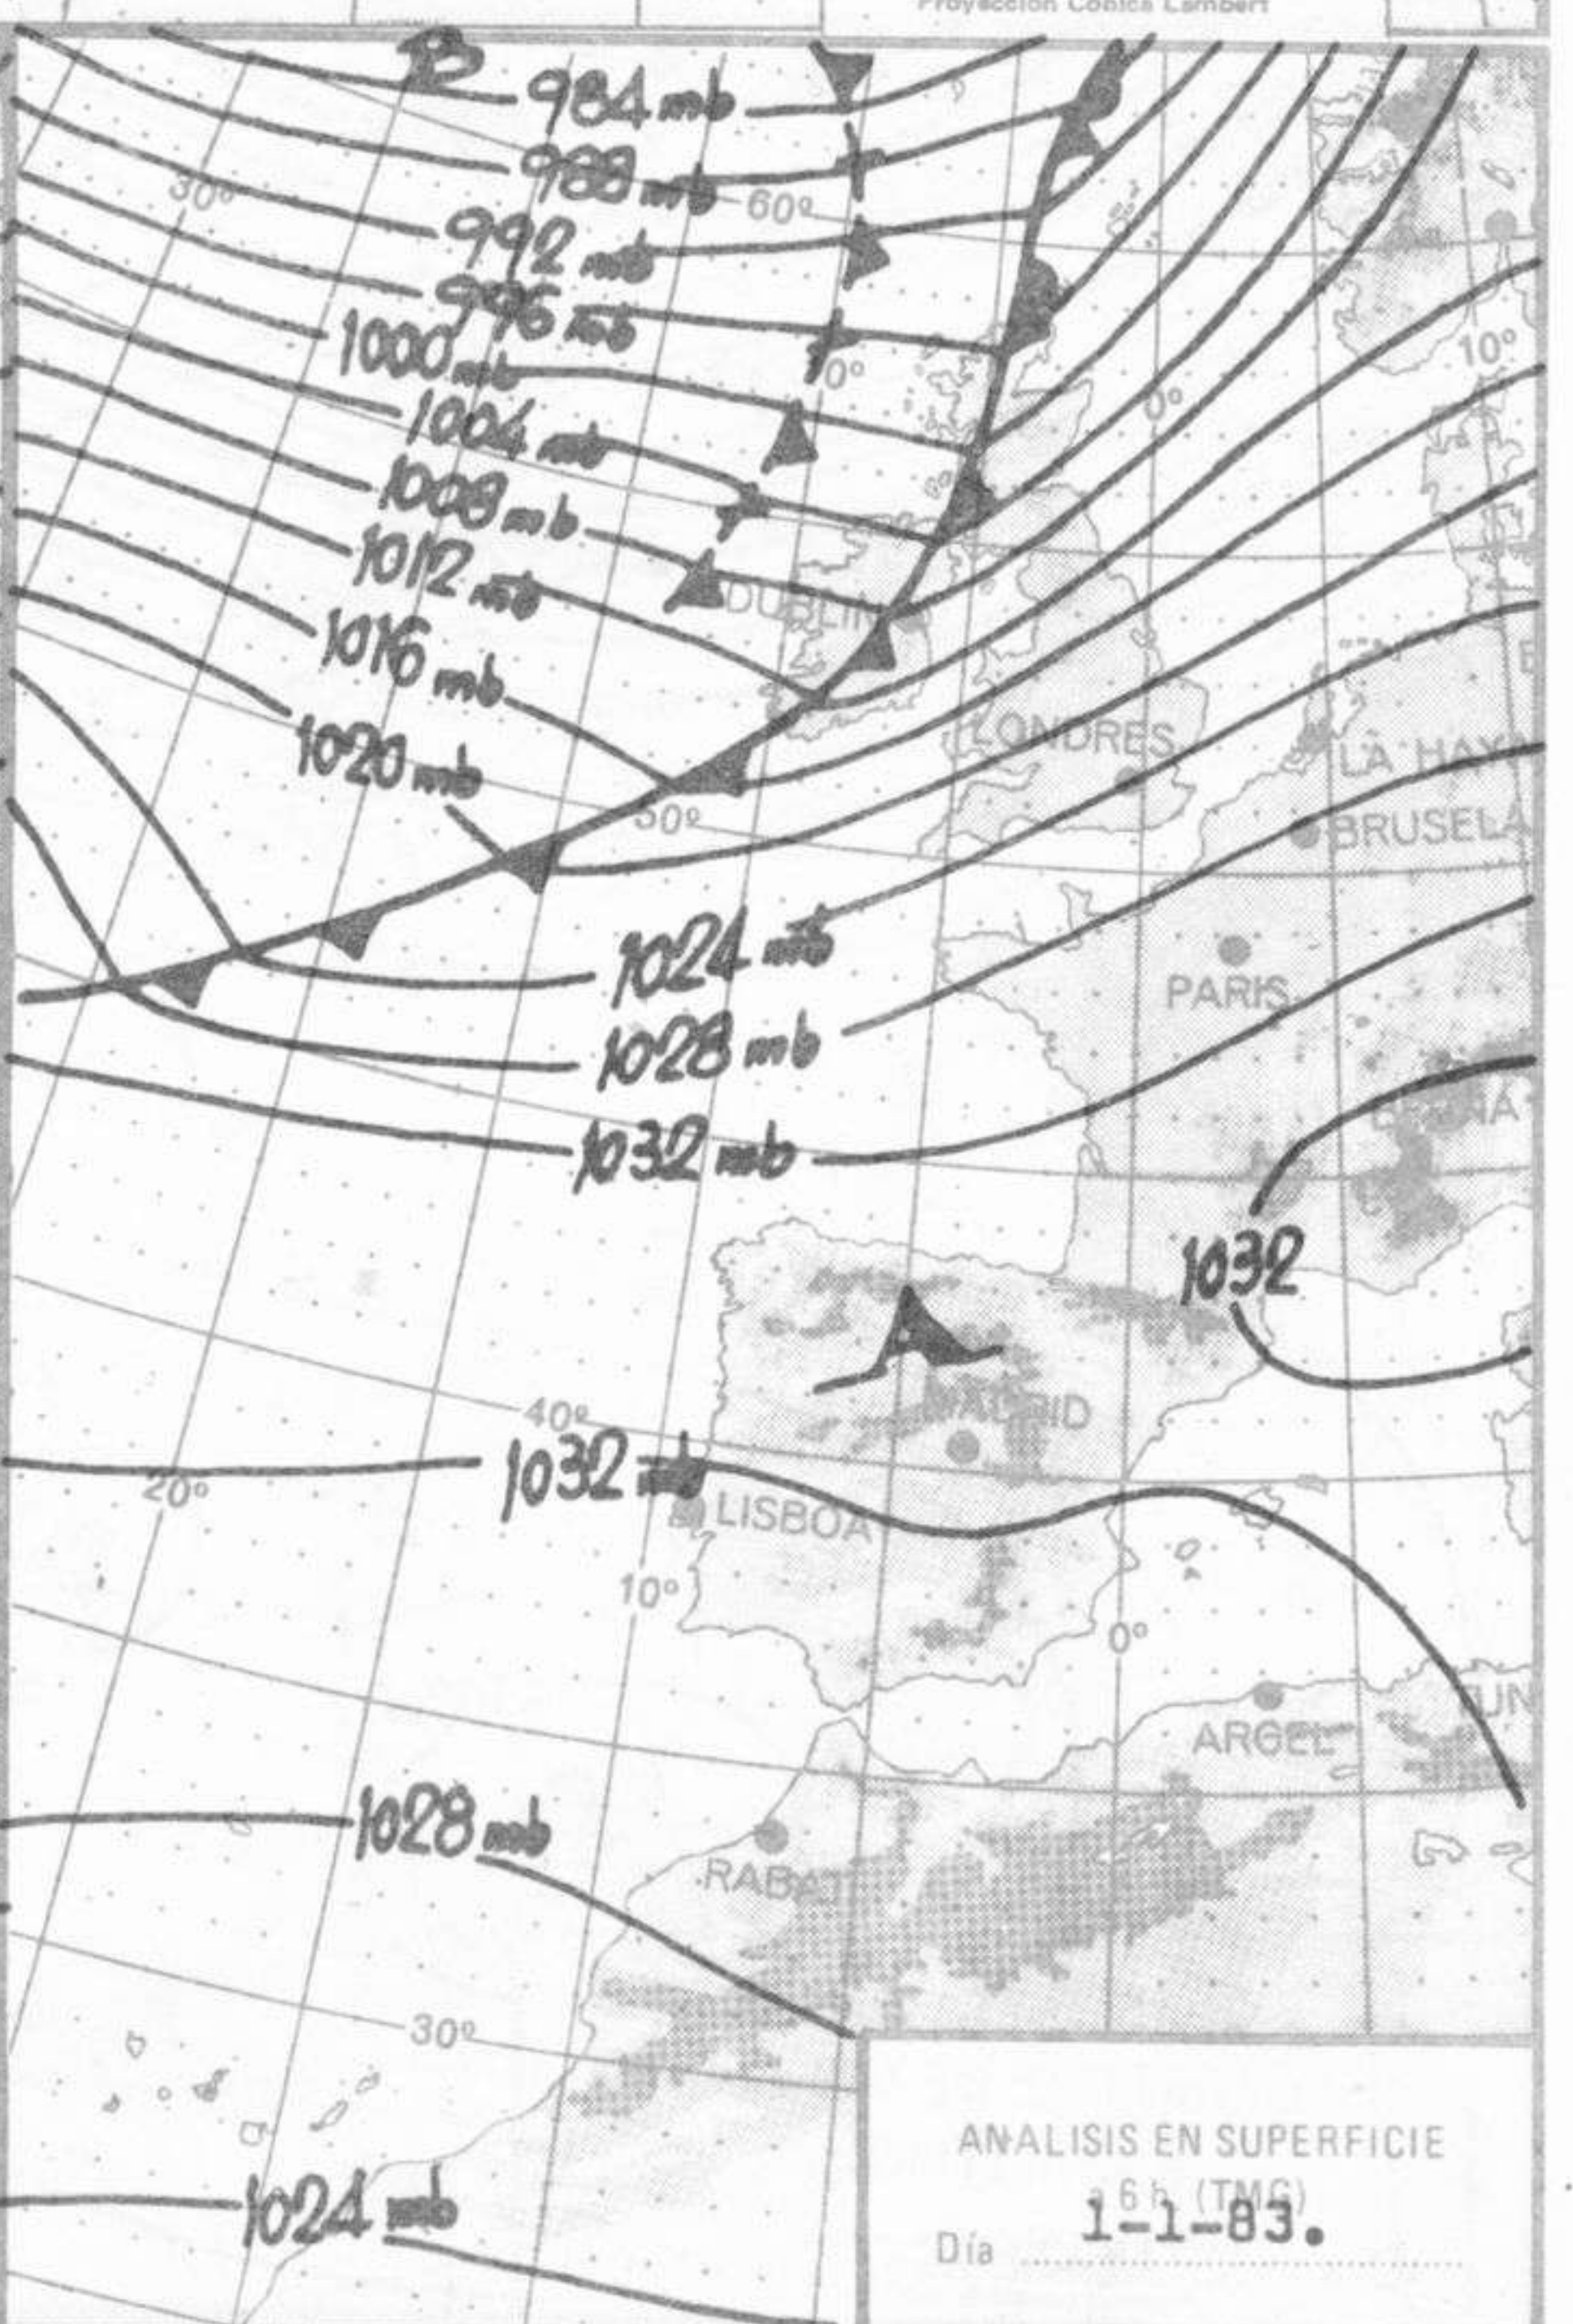 Proyección Cónica Lambert
B
984 mb
988 mb
30º
60º
992 mb
996 mb
1000 mb
10º
0º
1004 mb
1008 mb
1012 mb
DUBLIN
1016 mb
LONDRES
1020 mb
LA HAY
50º
BRUSELA
1024 mb
PARIS
1028 mb
1032 mb
1032
A
MADRID
40º
1032 mb
20º
LISBOA
10º
0º
ARGEL
TUN
1028 mb
RABAT
30º
1024 mb
ANALISIS EN SUPERFICIE
a 6 h (TMG)
Día 1-1-83.